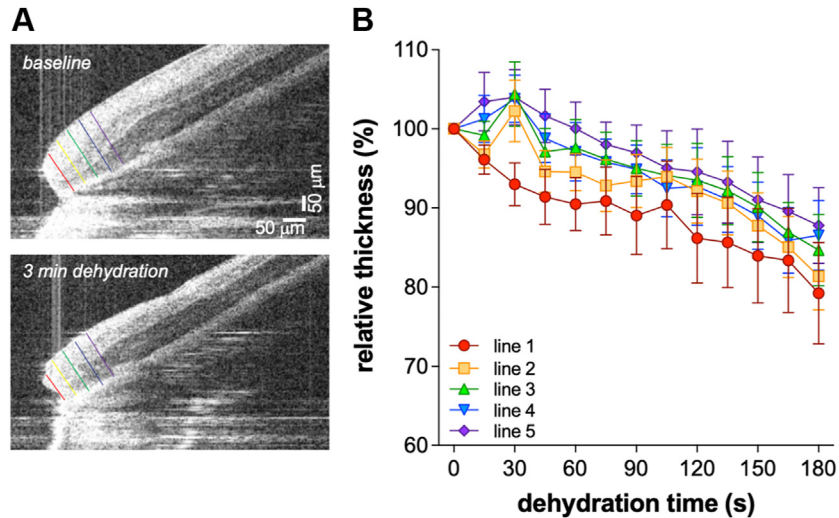 A
baseline
50 µm
50 µm
3 min dehydration
B
relative thickness (%)
110
100
90
80
70
60
line 1
line 2
line 3
line 4
line 5
0 30 60 90 120 150 180
dehydration time (s)